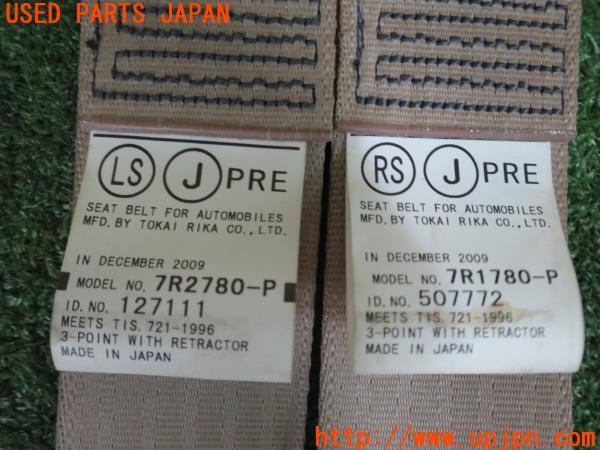 USED PARTS JAPAN
LS J PRE
SEAT BELT FOR AUTOMOBILES
MFD. BY TOKAI RIKA CO., LTD.
IN DECEMBER 2009
MODEL NO. 7R2780-P
ID. NO. 127111
MEETS TIS. 721-1996
3-POINT WITH RETRACTOR
MADE IN JAPAN
RS J PRE
SEAT BELT FOR AUTOMOBILES
MFD. BY TOKAI RIKA CO., LTD.
IN DECEMBER 2009
MODEL NO. 7R1780-P
ID. NO. 507772
MEETS TIS. 721-1996
3-POINT WITH RETRACTOR
MADE IN JAPAN
http://www.upjpn.com/